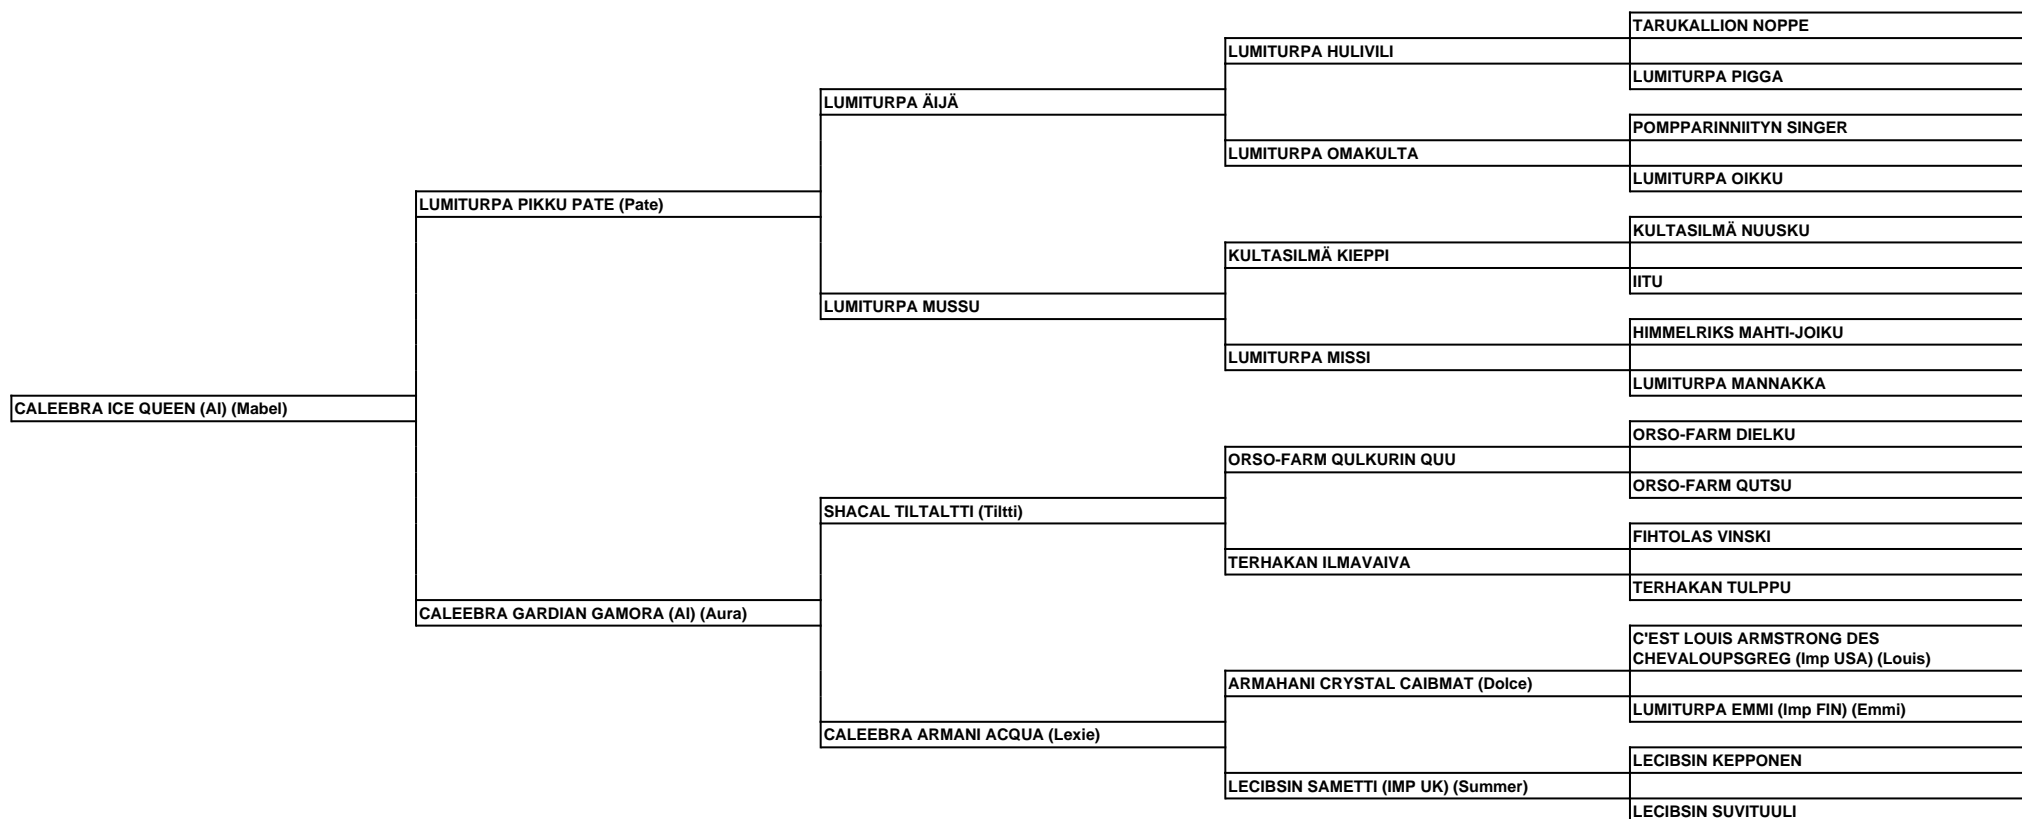 TARUKALLION NOPPE
LUMITURPA HULIVILI
LUMITURPA PIGGA
LUMITURPA ÄIJÄ
POMPPARINNIITYN SINGER
LUMITURPA OMAKULTA
LUMITURPA OIKKU
LUMITURPA PIKKU PATE (Pate)
KULTASILMÄ NUUSKU
KULTASILMÄ KIEPPI
IITU
LUMITURPA MUSSU
HIMMELRIKS MAHTI-JOIKU
LUMITURPA MISSI
LUMITURPA MANNAKKA
CALEEBRA ICE QUEEN (AI) (Mabel)
ORSO-FARM DIELKU
ORSO-FARM QULKURIN QUU
ORSO-FARM QUTSU
SHACAL TILTALTTI (Tiltti)
FIHTOLAS VINSKI
TERHAKAN ILMAVAIVA
TERHAKAN TULPPU
CALEEBRA GARDIAN GAMORA (AI) (Aura)
C'EST LOUIS ARMSTRONG DES
CHEVALOUPSGREG (Imp USA) (Louis)
ARMAHANI CRYSTAL CAIBMAT (Dolce)
LUMITURPA EMMI (Imp FIN) (Emmi)
CALEEBRA ARMANI ACQUA (Lexie)
LECIBSIN KEPPONEN
LECIBSIN SAMETTI (IMP UK) (Summer)
LECIBSIN SUVITUULI